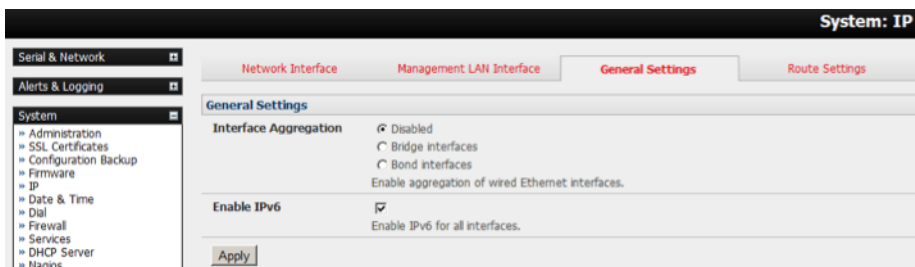 System: IP
Serial & Network
Alerts & Logging
System
» Administration
» SSL Certificates
» Configuration Backup
» Firmware
» IP
» Date & Time
» Dial
» Firewall
» Services
» DHCP Server
» Nagios
Network Interface
Management LAN Interface
General Settings
Route Settings
General Settings
Interface Aggregation
Disabled
Bridge interfaces
Bond interfaces
Enable aggregation of wired Ethernet interfaces.
Enable IPv6
Enable IPv6 for all interfaces.
Apply